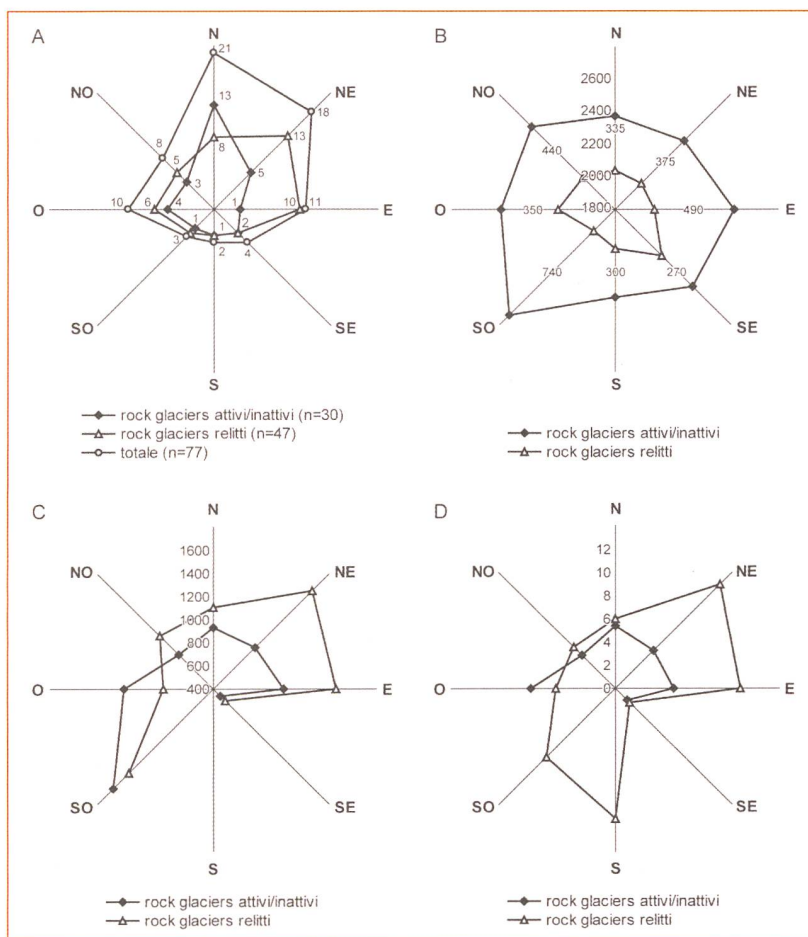 A
N
NO
NE
O
E
SO
SE
S
21
18
13
13
8
8
5
5
3
10
6
4
1
10
11
1
2
1
3
2
4
rock glaciers attivi/inattivi (n=30)
rock glaciers relitti (n=47)
totale (n=77)
B
N
NO
NE
O
E
SO
SE
S
2600
2400
2200
2000
1800
335
440
375
350
490
740
300
270
rock glaciers attivi/inattivi
rock glaciers relitti
C
N
NO
NE
O
E
SO
SE
S
1600
1400
1200
1000
800
600
400
rock glaciers attivi/inattivi
rock glaciers relitti
D
N
NO
NE
O
E
SO
SE
S
12
10
8
6
4
2
0
rock glaciers attivi/inattivi
rock glaciers relitti